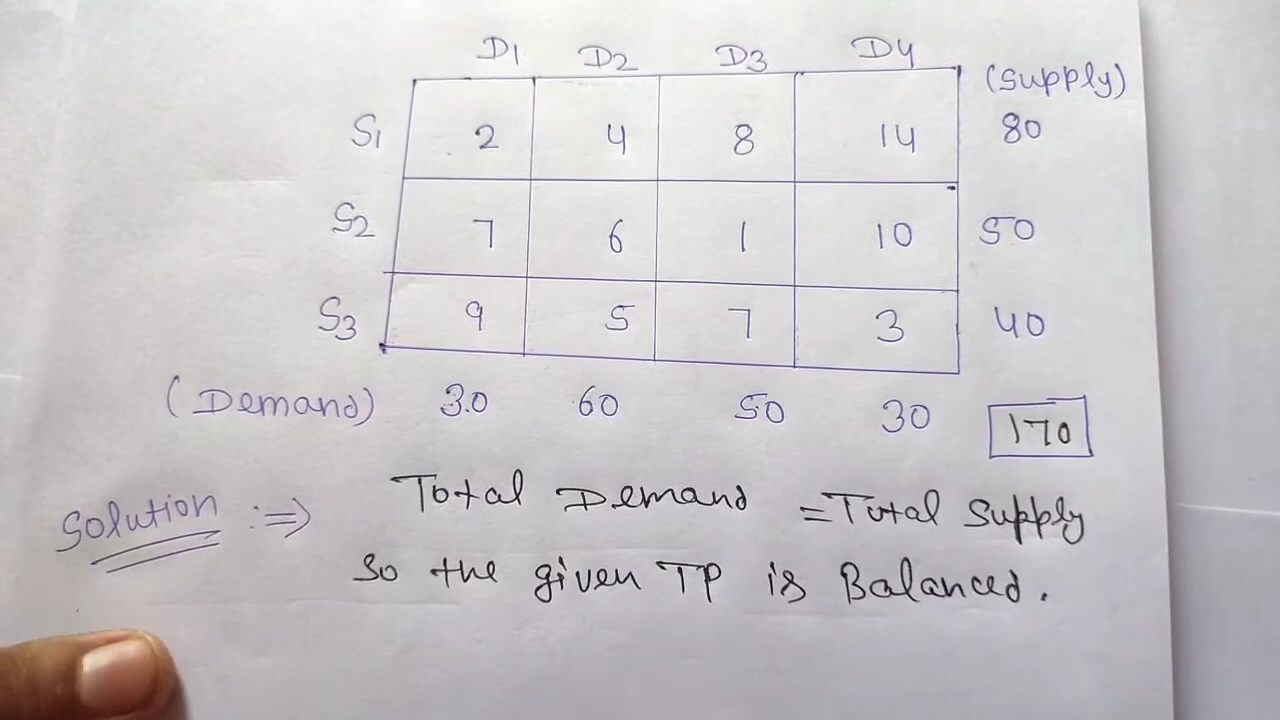 D1 D2 D3 D4 (Supply)
S1 2 4 8 14 80
S2 7 6 1 10 50
S3 9 5 7 3 40
(Demand) 30 60 50 30 170
Solution :⇒ Total Demand = Total Supply
So the given TP is Balanced.